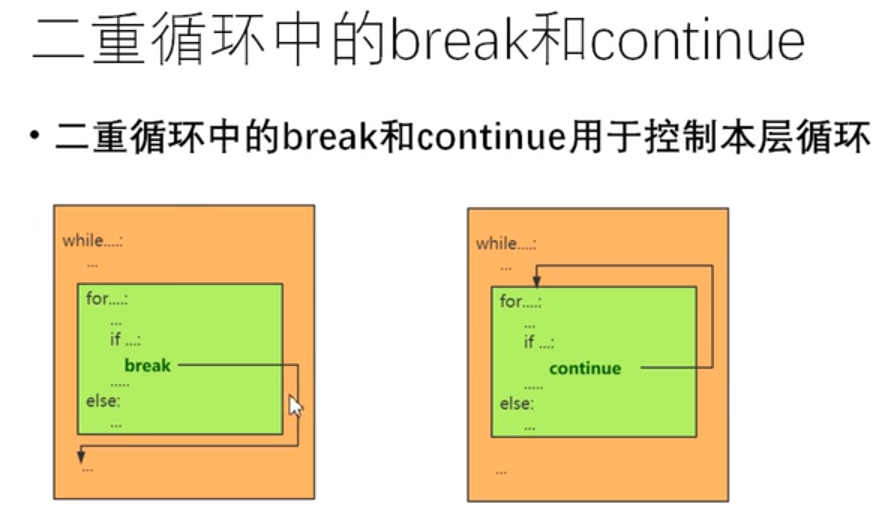 二重循环中的break和continue
• 二重循环中的break和continue用于控制本层循环
while....:
...
for....:
...
if ...:
break
.....
else:
...
...
while....:
...
for....:
...
if ...:
continue
.....
else:
...
...